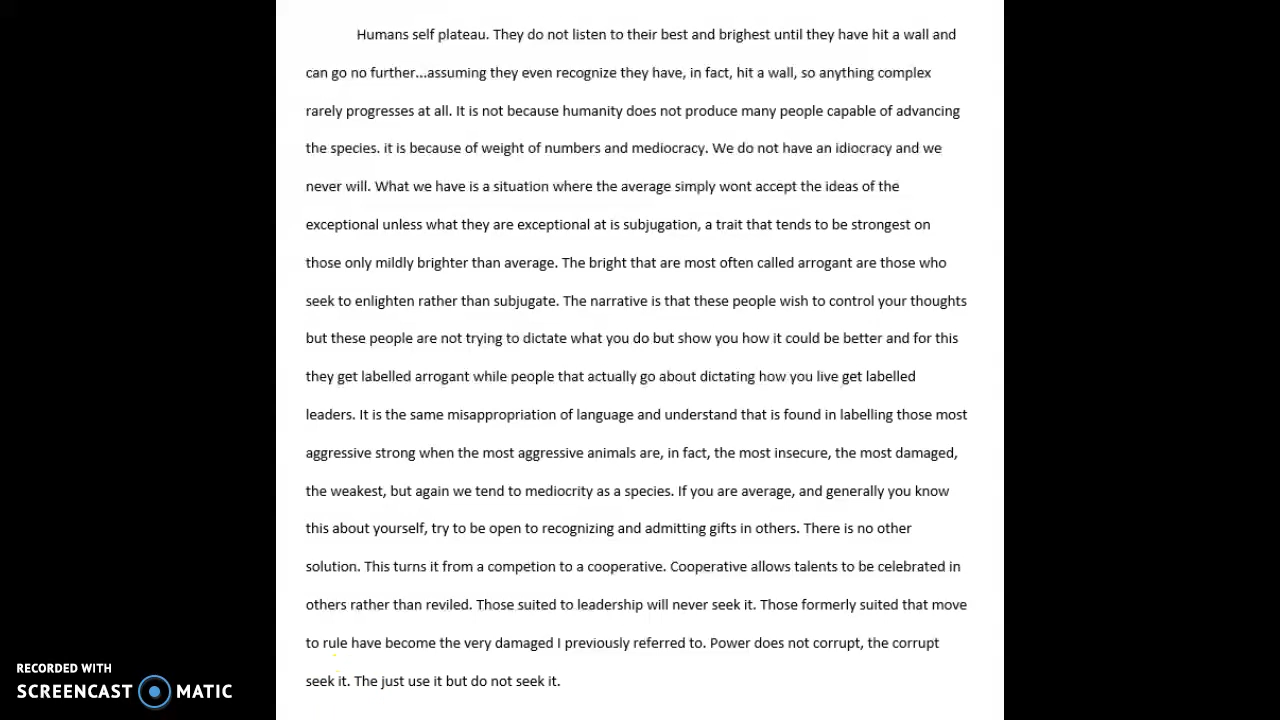 Humans self plateau. They do not listen to their best and brightest until they have hit a wall and
can go no further...assuming they even recognize they have, in fact, hit a wall, so anything complex
rarely progresses at all. It is not because humanity does not produce many people capable of advancing
the species. it is because of weight of numbers and mediocracy. We do not have an idiocracy and we
never will. What we have is a situation where the average simply wont accept the ideas of the
exceptional unless what they are exceptional at is subjugation, a trait that tends to be strongest on
those only mildly brighter than average. The bright that are most often called arrogant are those who
seek to enlighten rather than subjugate. The narrative is that these people wish to control your thoughts
but these people are not trying to dictate what you do but show you how it could be better and for this
they get labelled arrogant while people that actually go about dictating how you live get labelled
leaders. It is the same misappropriation of language and understand that is found in labelling those most
aggressive strong when the most aggressive animals are, in fact, the most insecure, the most damaged,
the weakest, but again we tend to mediocrity as a species. If you are average, and generally you know
this about yourself, try to be open to recognizing and admitting gifts in others. There is no other
solution. This turns it from a competion to a cooperative. Cooperative allows talents to be celebrated in
others rather than reviled. Those suited to leadership will never seek it. Those formerly suited that move
to rule have become the very damaged I previously referred to. Power does not corrupt, the corrupt
seek it. The just use it but do not seek it.
RECORDED WITH
SCREENCAST MATIC